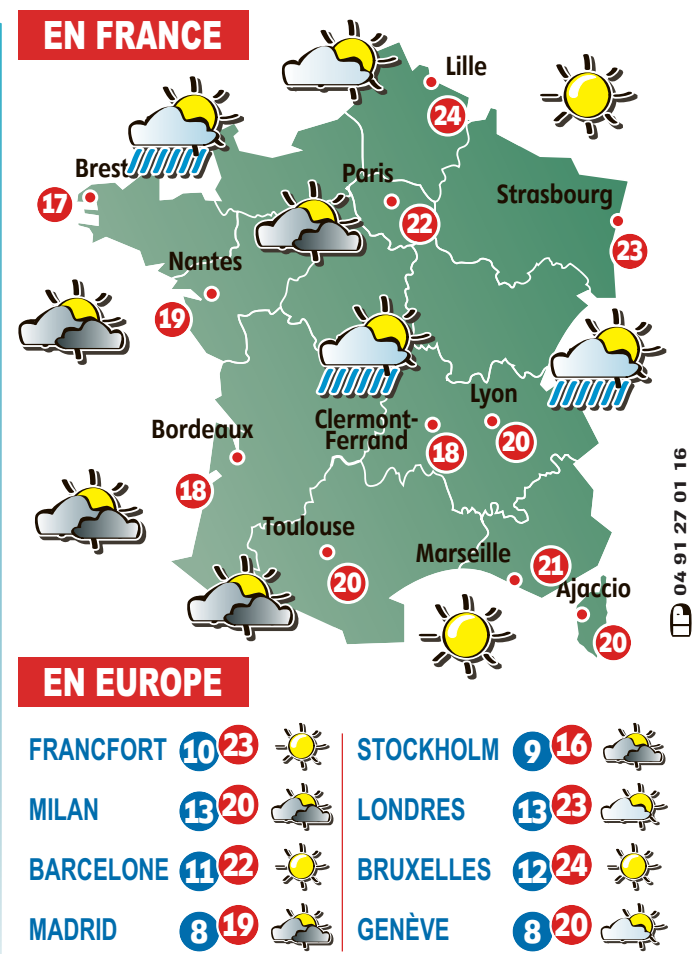 EN FRANCE
Lille
24
Brest
17
Paris
22
Strasbourg
23
Nantes
19
Lyon
20
Clermont-
Ferrand
18
Bordeaux
18
Toulouse
20
Marseille
21
Ajaccio
20
04 91 27 01 16
EN EUROPE
FRANCFORT 10 23
MILAN 13 20
BARCELONE 11 22
MADRID 8 19
STOCKHOLM 9 16
LONDRES 13 23
BRUXELLES 12 24
GENÈVE 8 20